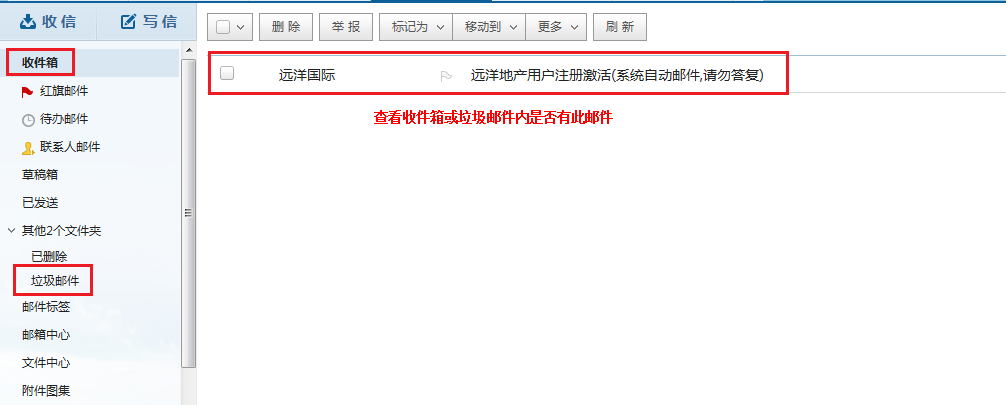 收 信
写 信
收件箱
红旗邮件
待办邮件
联系人邮件
草稿箱
已发送
其他2个文件夹
已删除
垃圾邮件
邮件标签
邮箱中心
文件中心
附件图集
删 除 举 报 标记为 移动到 更多 刷 新
远洋国际 远洋地产用户注册激活(系统自动邮件,请勿答复)
查看收件箱或垃圾邮件内是否有此邮件